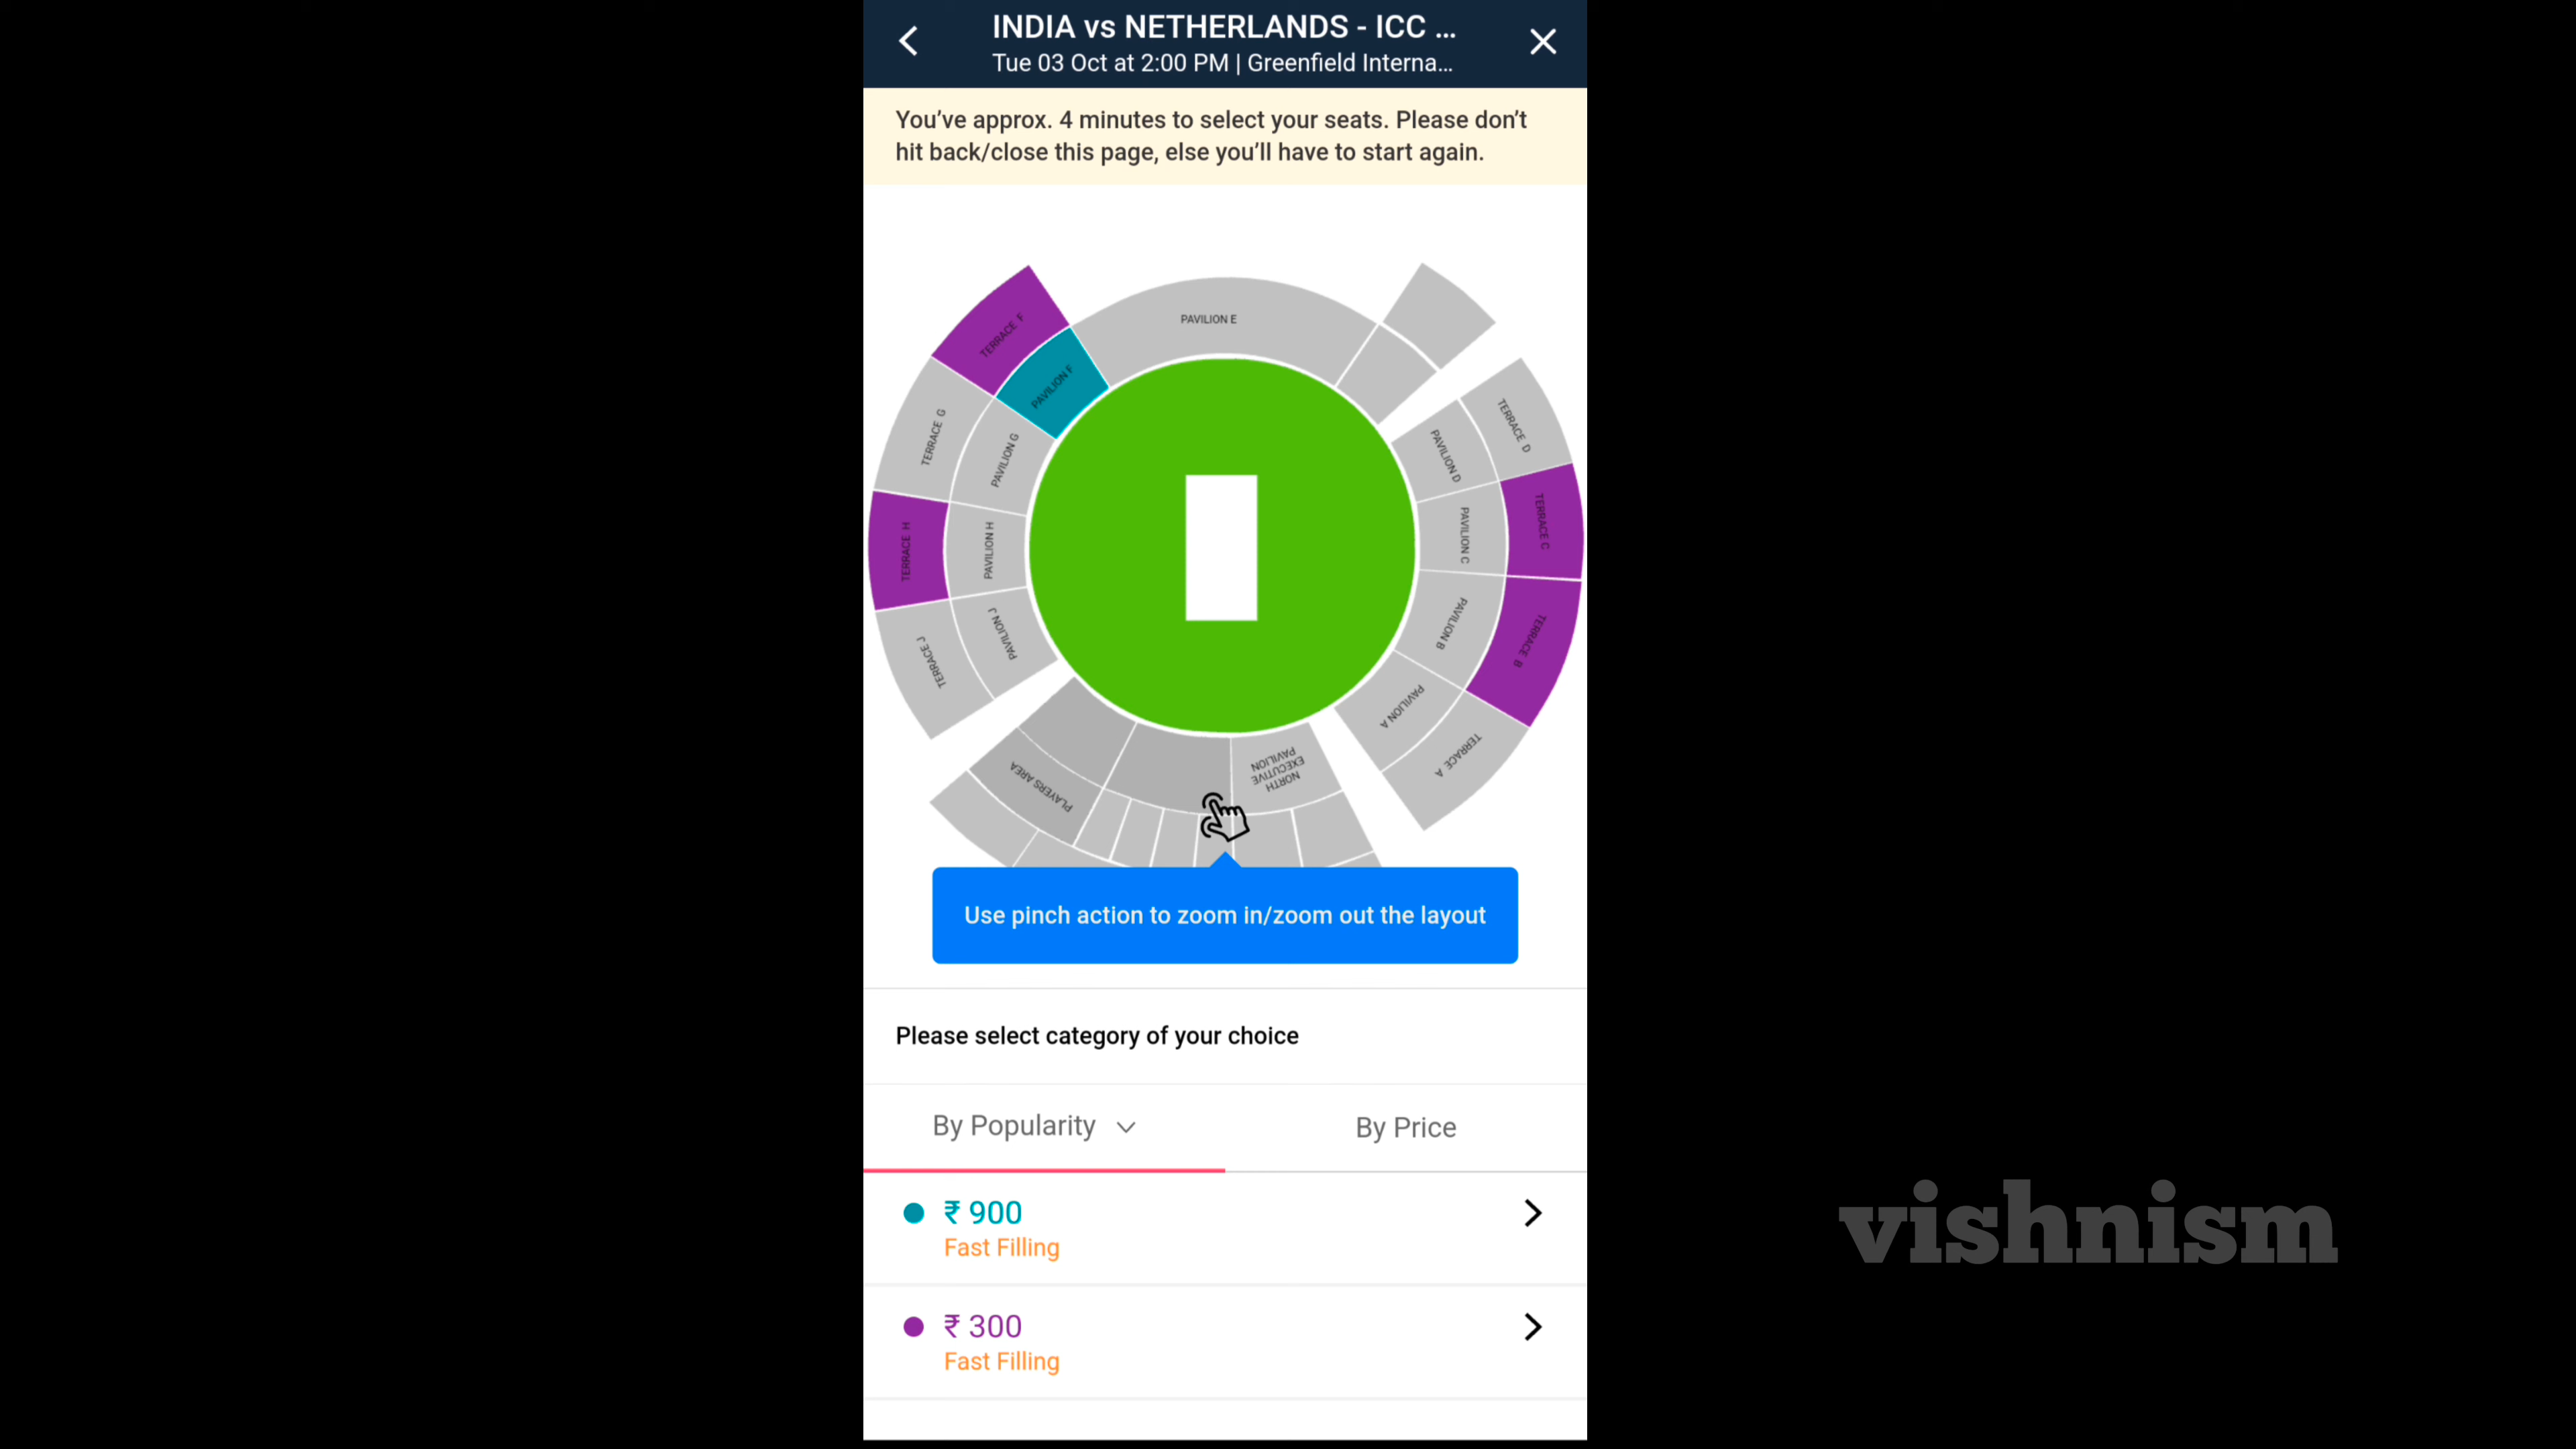 INDIA vs NETHERLANDS - ICC ...
Tue 03 Oct at 2:00 PM | Greenfield Interna...
You've approx. 4 minutes to select your seats. Please don't
hit back/close this page, else you'll have to start again.
PAVILION E
TERRACE F
PAVILION F
TERRACE G
PAVILION G
TERRACE H
PAVILION H
TERRACE J
PAVILION J
PAVILION D
TERRACE D
PAVILION C
TERRACE C
PAVILION B
TERRACE B
PAVILION A
TERRACE A
PLAYERS AREA
NORTH
EXECUTIVE
PAVILION
Use pinch action to zoom in/zoom out the layout
Please select category of your choice
By Popularity
By Price
₹ 900
Fast Filling
₹ 300
Fast Filling
vishnism